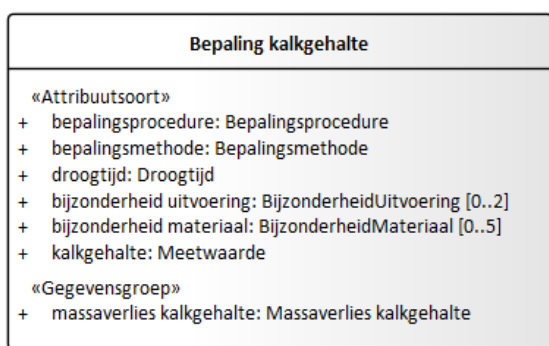 Bepaling kalkgehalte
«Attribuutsoort»
+ bepalingsprocedure: Bepalingsprocedure
+ bepalingsmethode: Bepalingsmethode
+ droogtijd: Droogtijd
+ bijzonderheid uitvoering: BijzonderheidUitvoering [0..2]
+ bijzonderheid materiaal: BijzonderheidMateriaal [0..5]
+ kalkgehalte: Meetwaarde
«Gegevensgroep»
+ massaverlies kalkgehalte: Massaverlies kalkgehalte